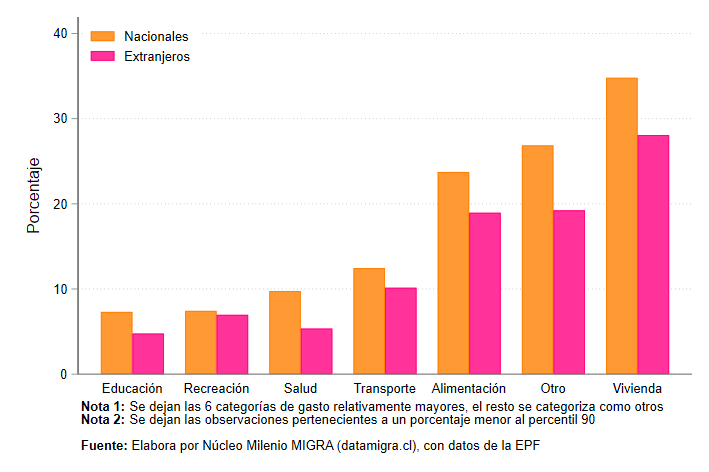 40
Nacionales
Extranjeros
30
20
10
0
Porcentaje
Educación Recreación Salud Transporte Alimentación Otro Vivienda
Nota 1: Se dejan las 6 categorías de gasto relativamente mayores, el resto se categoriza como otros
Nota 2: Se dejan las observaciones pertenecientes a un porcentaje menor al percentil 90
Fuente: Elabora por Núcleo Milenio MIGRA (datamigra.cl), con datos de la EPF